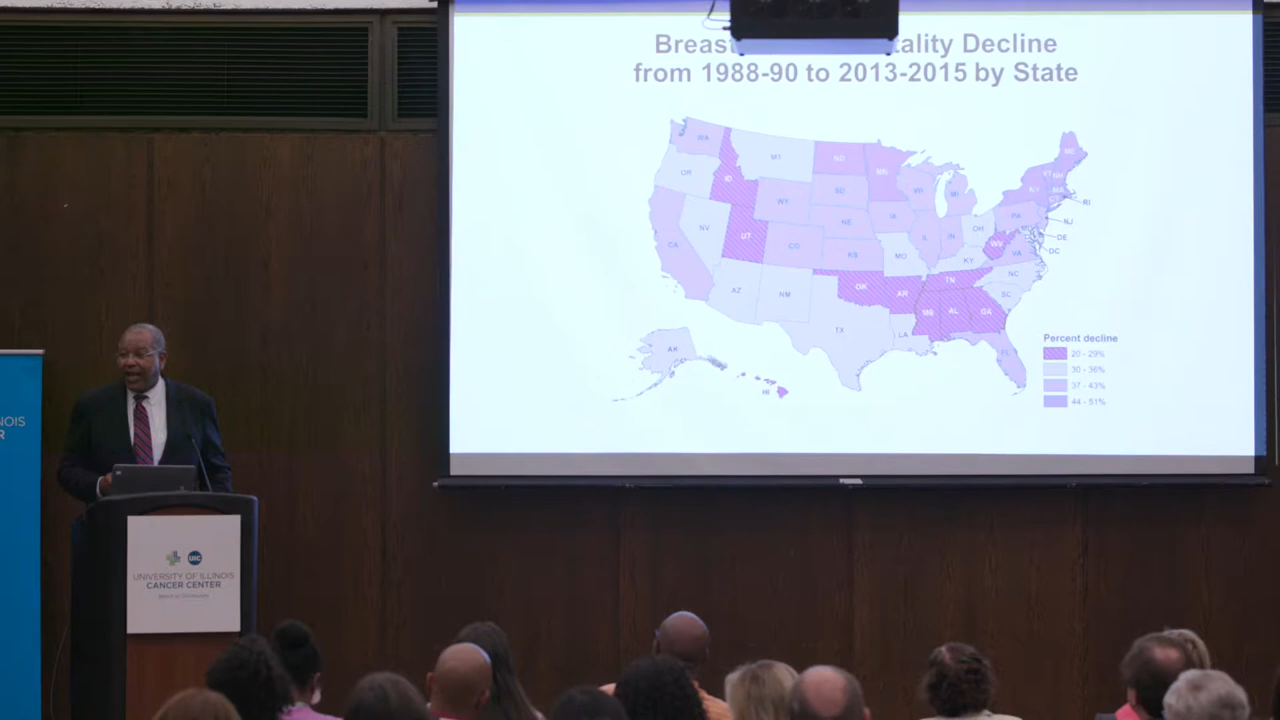 Breas tality Decline
from 1988-90 to 2013-2015 by State
WA
MT
ND
MN
ME
OR
ID
SD
WI
MI
VT
NH
NY
MA
WY
RI
IA
PA
NJ
NV
UT
NE
IL
IN
OH
DE
CA
CO
KS
MO
WV
VA
DC
KY
NC
AZ
NM
OK
AR
TN
SC
MS
AL
GA
TX
LA
FL
AK
HI
Percent decline
20 - 29%
30 - 36%
37 - 43%
44 - 51%
NOIS
R
UIC
UNIVERSITY OF ILLINOIS
CANCER CENTER